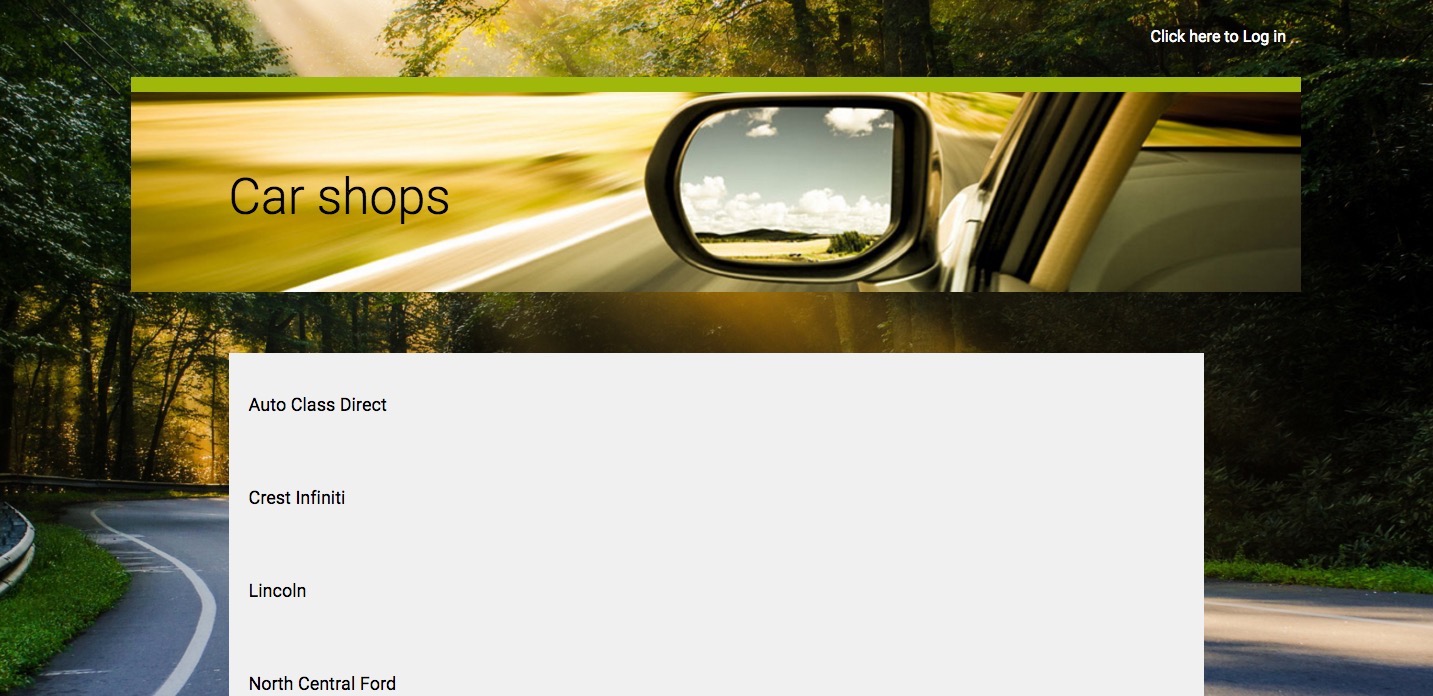 Click here to Log in
Car shops
Auto Class Direct
Crest Infiniti
Lincoln
North Central Ford